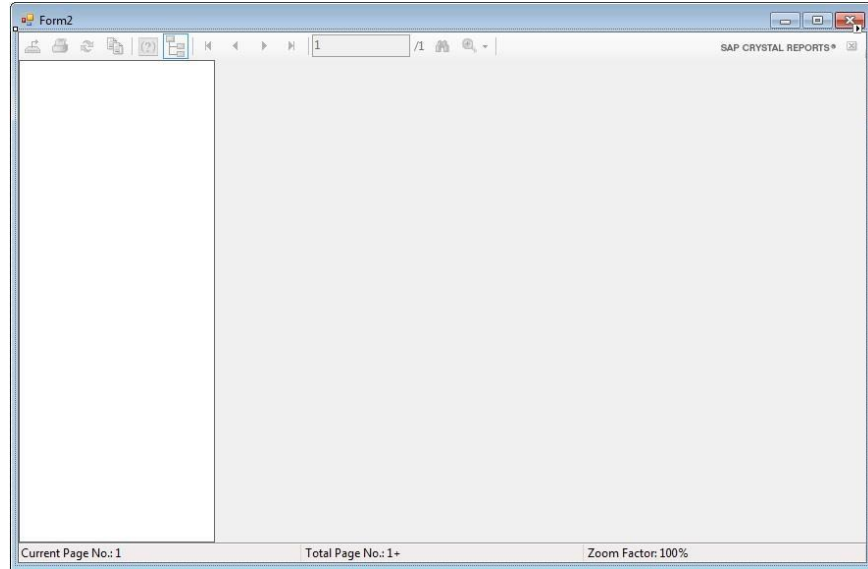 Form2
1 /1 SAP CRYSTAL REPORTS®
Current Page No.: 1 Total Page No.: 1+ Zoom Factor: 100%